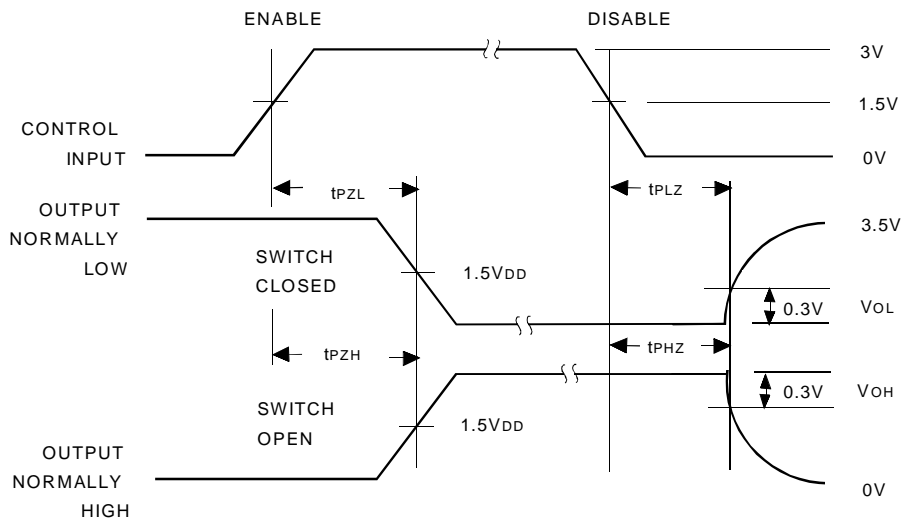 ENABLE
DISABLE
3V
1.5V
CONTROL
INPUT
0V
tPZL
tPLZ
OUTPUT
NORMALLY
LOW
3.5V
SWITCH
CLOSED
1.5VDD
0.3V
VOL
tPZH
tPHZ
0.3V
VOH
SWITCH
OPEN
1.5VDD
OUTPUT
NORMALLY
HIGH
0V